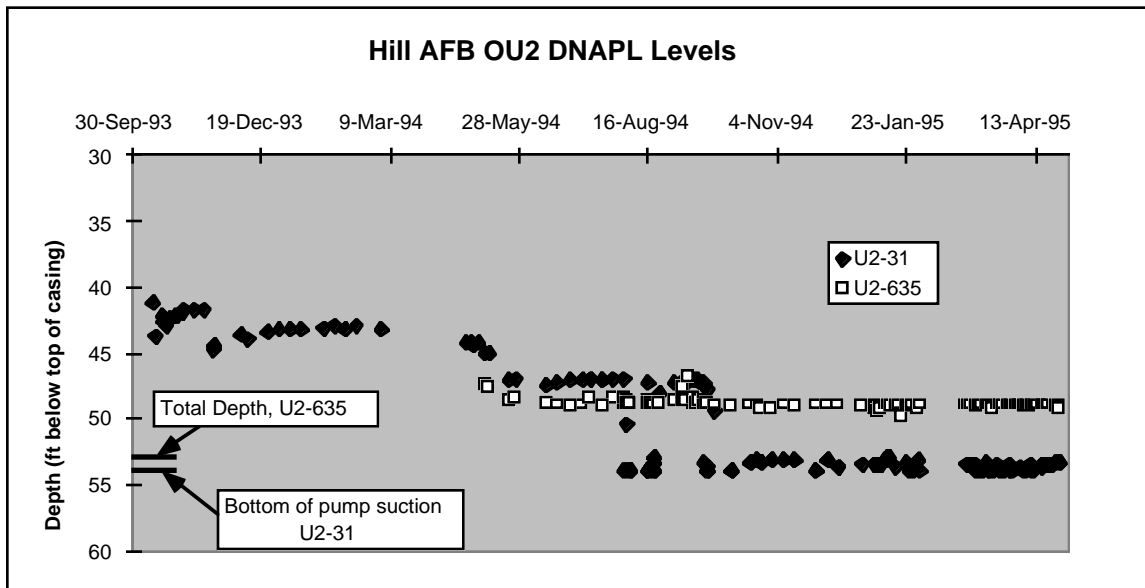 Hill AFB OU2 DNAPL Levels
30-Sep-93 19-Dec-93 9-Mar-94 28-May-94 16-Aug-94 4-Nov-94 23-Jan-95 13-Apr-95
Depth (ft below top of casing)
30
35
40
45
50
55
60
U2-31
U2-635
Total Depth, U2-635
Bottom of pump suction
U2-31